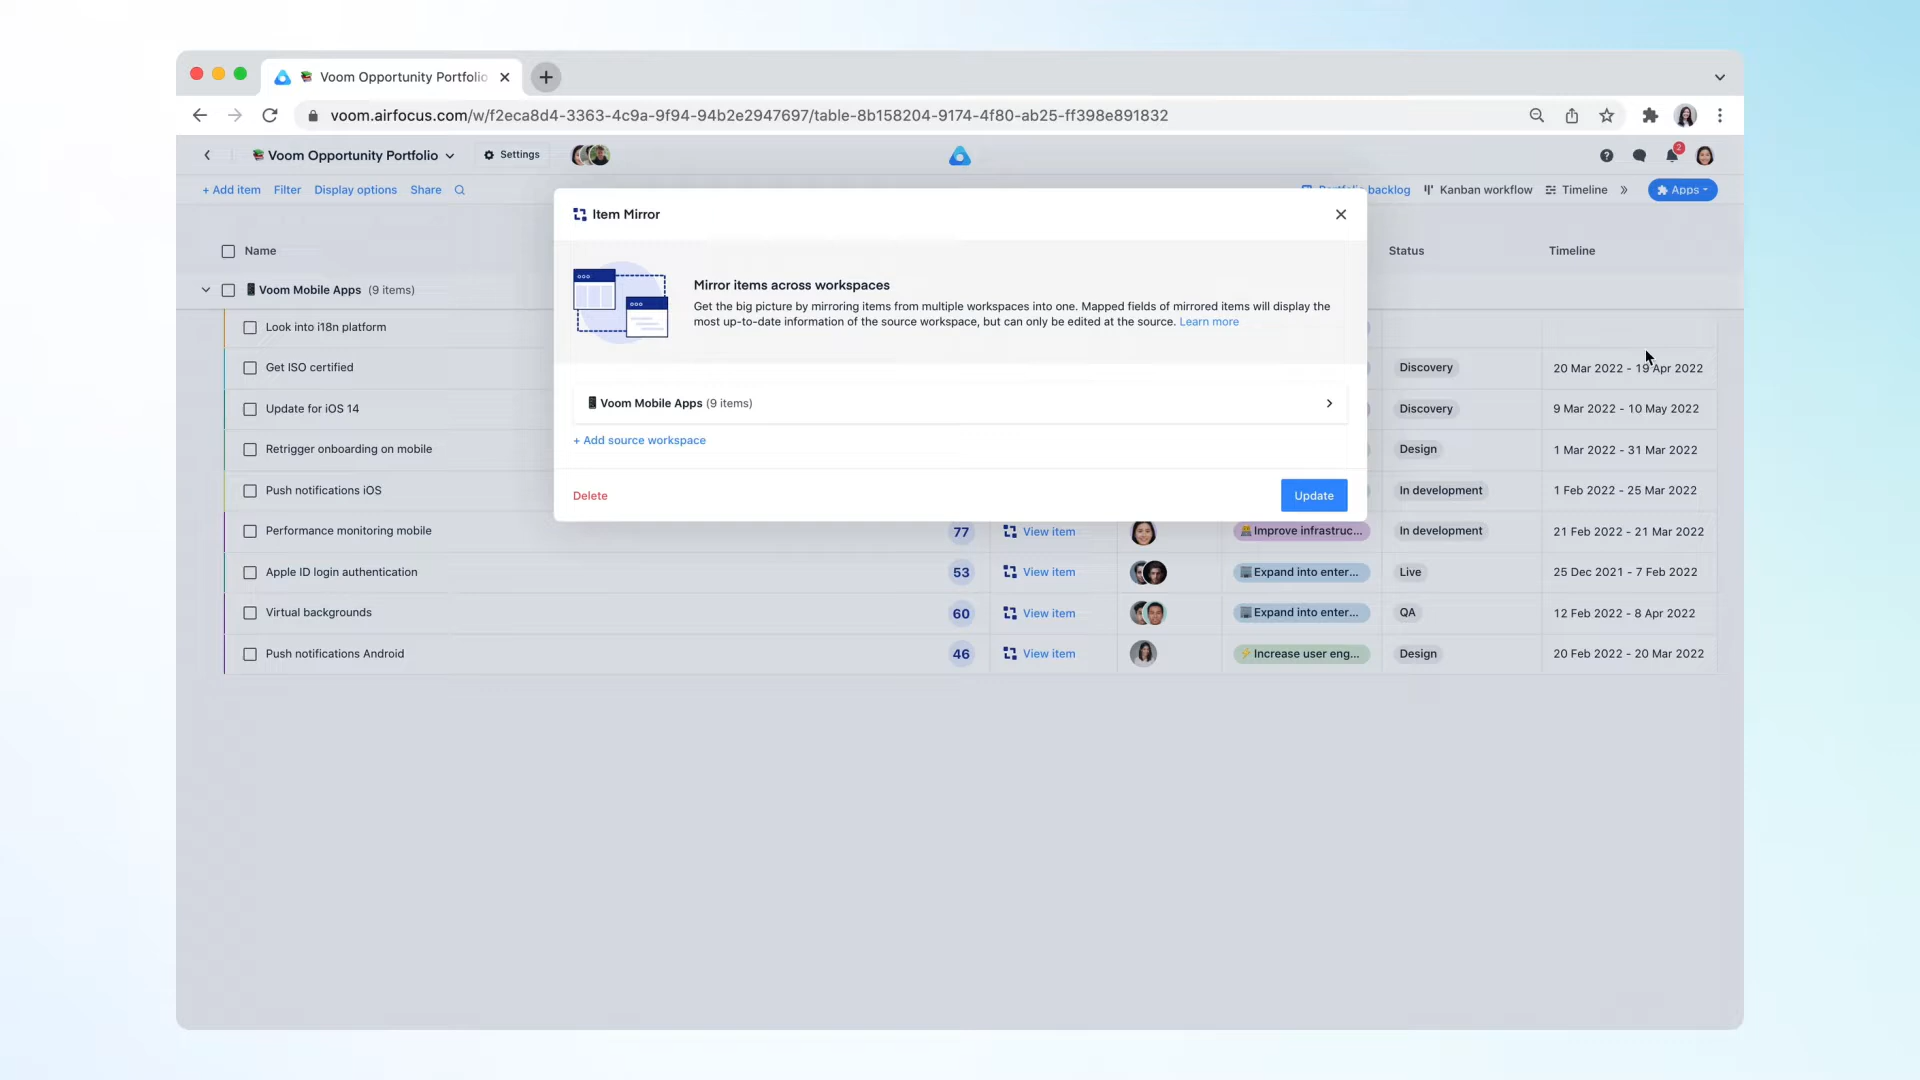 Voom Opportunity Portfolio
voom.airfocus.com/w/f2eca8d4-3363-4c9a-9f94-94b2e2947697/table-8b158204-9174-4f80-ab25-ff398e891832
Voom Opportunity Portfolio Settings 2
+ Add item Filter Display options Share Portfolio backlog Kanban workflow Timeline » Apps
Item Mirror
Name Status Timeline
Mirror items across workspaces
Get the big picture by mirroring items from multiple workspaces into one. Mapped fields of mirrored items will display the
most up-to-date information of the source workspace, but can only be edited at the source. Learn more
Voom Mobile Apps (9 items)
+ Add source workspace
Delete Update
Voom Mobile Apps (9 items)
Look into i18n platform
Get ISO certified Discovery 20 Mar 2022 - 19 Apr 2022
Update for iOS 14 Discovery 9 Mar 2022 - 10 May 2022
Retrigger onboarding on mobile Design 1 Mar 2022 - 31 Mar 2022
Push notifications iOS In development 1 Feb 2022 - 25 Mar 2022
Performance monitoring mobile 77 View item Improve infrastruc... In development 21 Feb 2022 - 21 Mar 2022
Apple ID login authentication 53 View item Expand into enter... Live 25 Dec 2021 - 7 Feb 2022
Virtual backgrounds 60 View item Expand into enter... QA 12 Feb 2022 - 8 Apr 2022
Push notifications Android 46 View item Increase user eng... Design 20 Feb 2022 - 20 Mar 2022